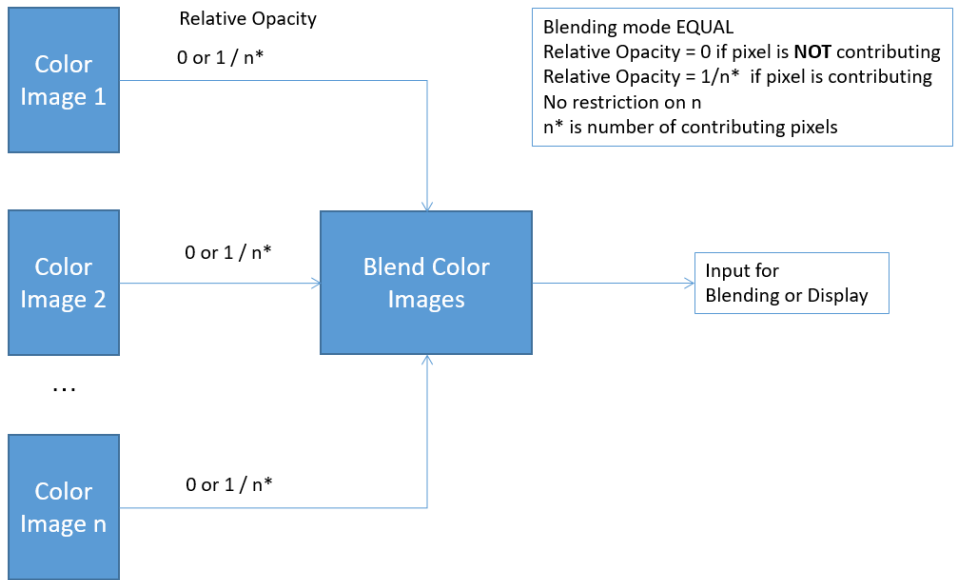 Relative Opacity
0 or 1 / n*
Color
Image 1
Blending mode EQUAL
Relative Opacity = 0 if pixel is NOT contributing
Relative Opacity = 1/n* if pixel is contributing
No restriction on n
n* is number of contributing pixels
Color
Image 2
0 or 1 / n*
Blend Color
Images
Input for
Blending or Display
...
Color
Image n
0 or 1 / n*